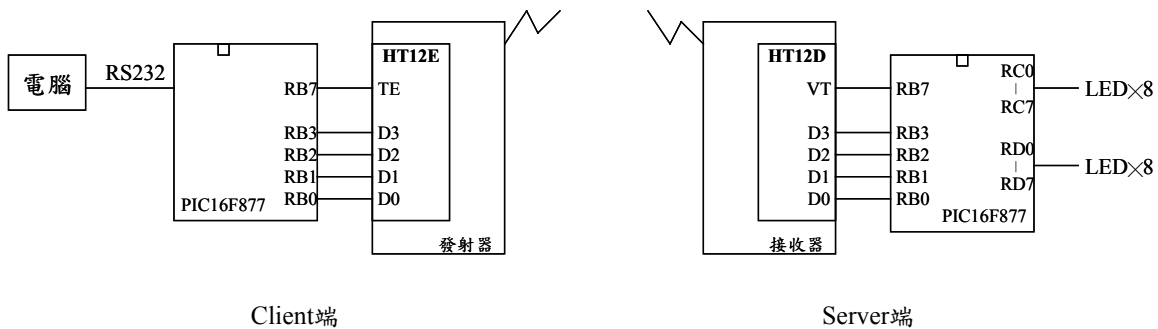 電腦
RS232
RB7
RB3
RB2
RB1
RB0
PIC16F877
HT12E
TE
D3
D2
D1
D0
發射器
Client端
HT12D
VT
D3
D2
D1
D0
接收器
RB7
RB3
RB2
RB1
RB0
RC0
|
RC7
RD0
|
RD7
PIC16F877
LED×8
LED×8
Server端